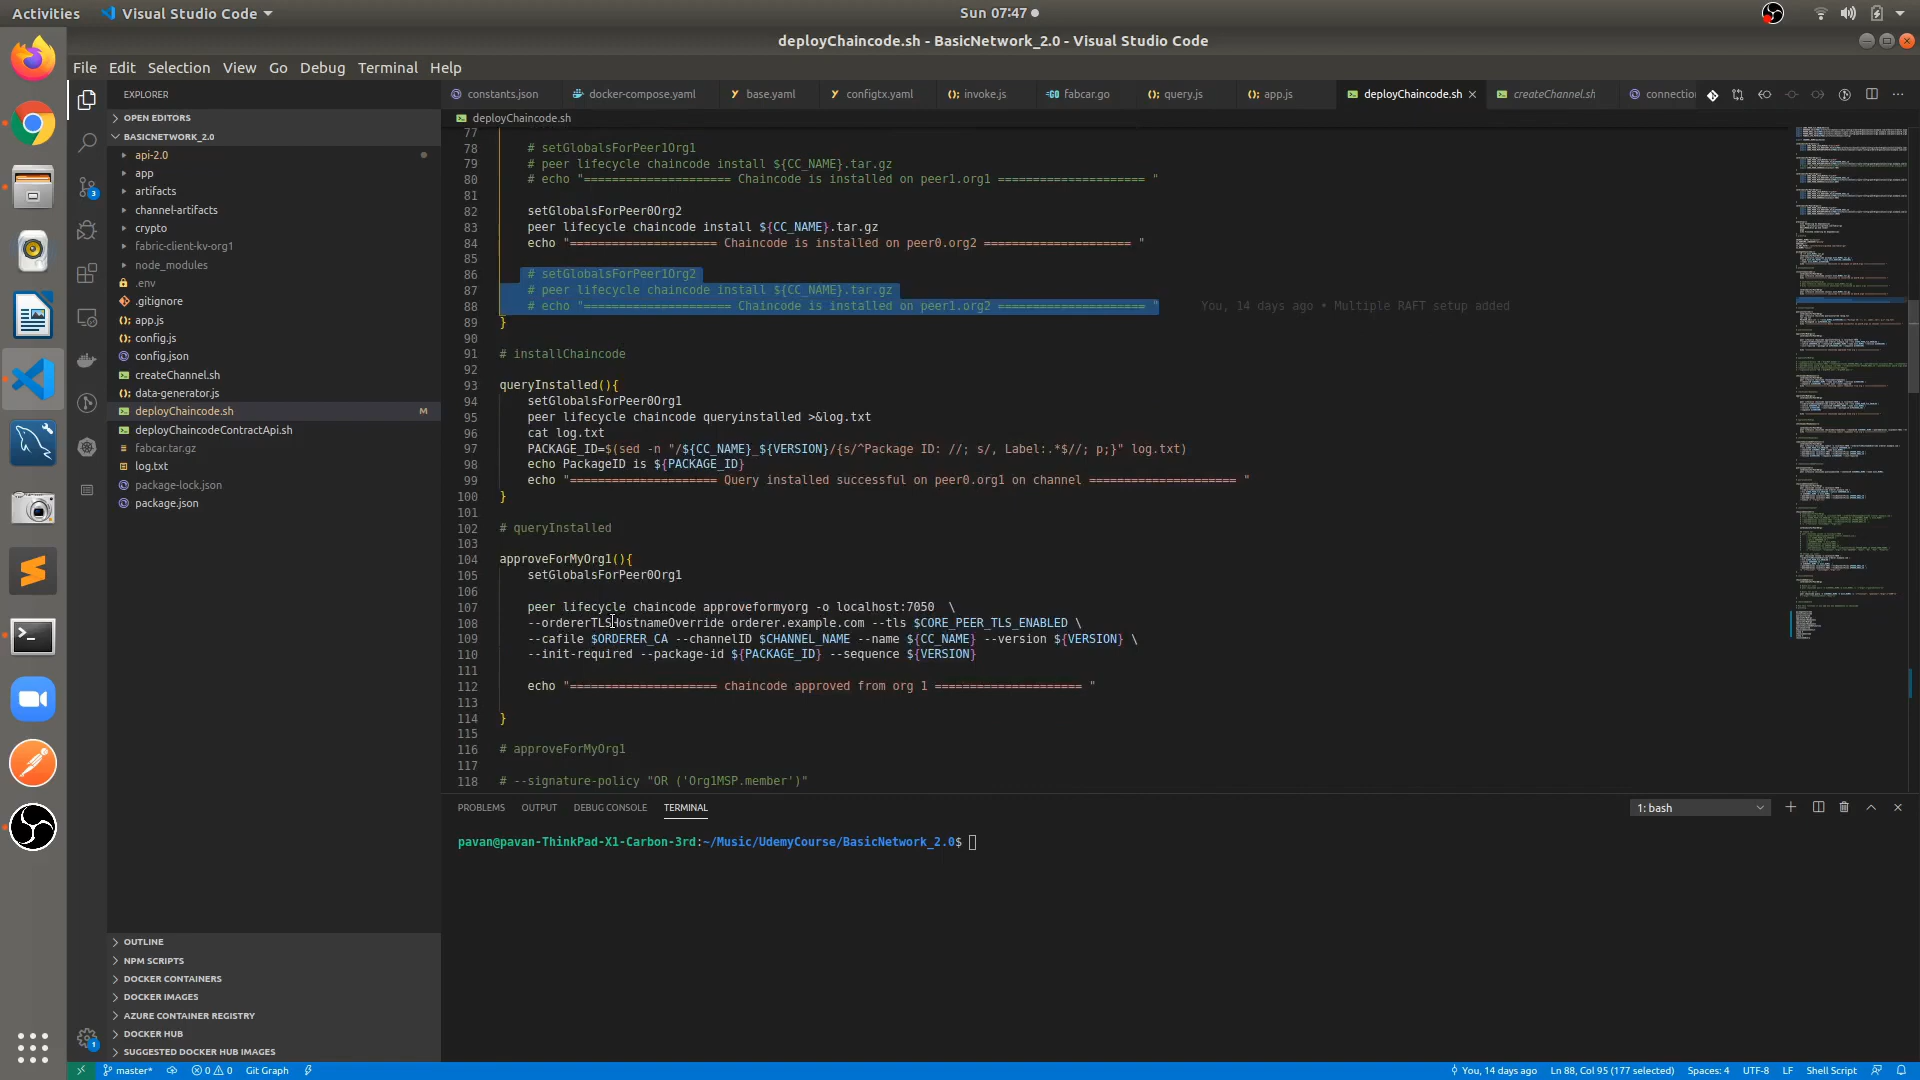 Activities
Visual Studio Code
Sun 07:47
deployChaincode.sh - BasicNetwork_2.0 - Visual Studio Code
File Edit Selection View Go Debug Terminal Help
EXPLORER
OPEN EDITORS
BASICNETWORK_2.0
api-2.0
app
artifacts
channel-artifacts
crypto
fabric-client-kv-org1
node_modules
.env
.gitignore
app.js
config.js
config.json
createChannel.sh
data-generator.js
deployChaincode.sh M
deployChaincodeContractApi.sh
fabcar.tar.gz
log.txt
package-lock.json
package.json
OUTLINE
NPM SCRIPTS
DOCKER CONTAINERS
DOCKER IMAGES
AZURE CONTAINER REGISTRY
DOCKER HUB
SUGGESTED DOCKER HUB IMAGES
constants.json docker-compose.yaml base.yaml configtx.yaml invoke.js fabcar.go query.js app.js deployChaincode.sh createChannel.sh connectio
deployChaincode.sh
77
78 # setGlobalsForPeer1Org1
79 # peer lifecycle chaincode install ${CC_NAME}.tar.gz
80 # echo "===================== Chaincode is installed on peer1.org1 ===================== "
81
82 setGlobalsForPeer0Org2
83 peer lifecycle chaincode install ${CC_NAME}.tar.gz
84 echo "===================== Chaincode is installed on peer0.org2 ===================== "
85
86 # setGlobalsForPeer1Org2
87 # peer lifecycle chaincode install ${CC_NAME}.tar.gz
88 # echo "===================== Chaincode is installed on peer1.org2 ===================== " You, 14 days ago • Multiple RAFT setup added
89 }
90
91 # installChaincode
92
93 queryInstalled(){
94 setGlobalsForPeer0Org1
95 peer lifecycle chaincode queryinstalled >&log.txt
96 cat log.txt
97 PACKAGE_ID=$(sed -n "/${CC_NAME}_${VERSION}/{s/^Package ID: //; s/, Label:.*$//; p;}" log.txt)
98 echo PackageID is ${PACKAGE_ID}
99 echo "===================== Query installed successful on peer0.org1 on channel ===================== "
100 }
101
102 # queryInstalled
103
104 approveForMyOrg1(){
105 setGlobalsForPeer0Org1
106
107 peer lifecycle chaincode approveformyorg -o localhost:7050 \
108 --ordererTLSHostnameOverride orderer.example.com --tls $CORE_PEER_TLS_ENABLED \
109 --cafile $ORDERER_CA --channelID $CHANNEL_NAME --name ${CC_NAME} --version ${VERSION} \
110 --init-required --package-id ${PACKAGE_ID} --sequence ${VERSION}
111
112 echo "===================== chaincode approved from org 1 ===================== "
113
114 }
115
116 # approveForMyOrg1
117
118 # --signature-policy "OR ('Org1MSP.member')"
PROBLEMS OUTPUT DEBUG CONSOLE TERMINAL 1: bash
pavan@pavan-ThinkPad-X1-Carbon-3rd:~/Music/UdemyCourse/BasicNetwork_2.0$
master* 0 0 Git Graph You, 14 days ago Ln 88, Col 95 (177 selected) Spaces: 4 UTF-8 LF Shell Script